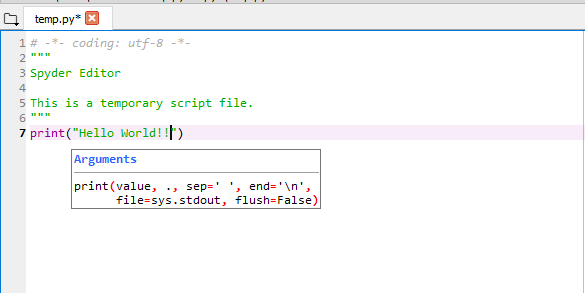 temp.py*
1 # -*- coding: utf-8 -*-
2 """
3 Spyder Editor
4
5 This is a temporary script file.
6 """
7 print("Hello World!!")
Arguments
print(value, ., sep=' ', end='\n',
file=sys.stdout, flush=False)